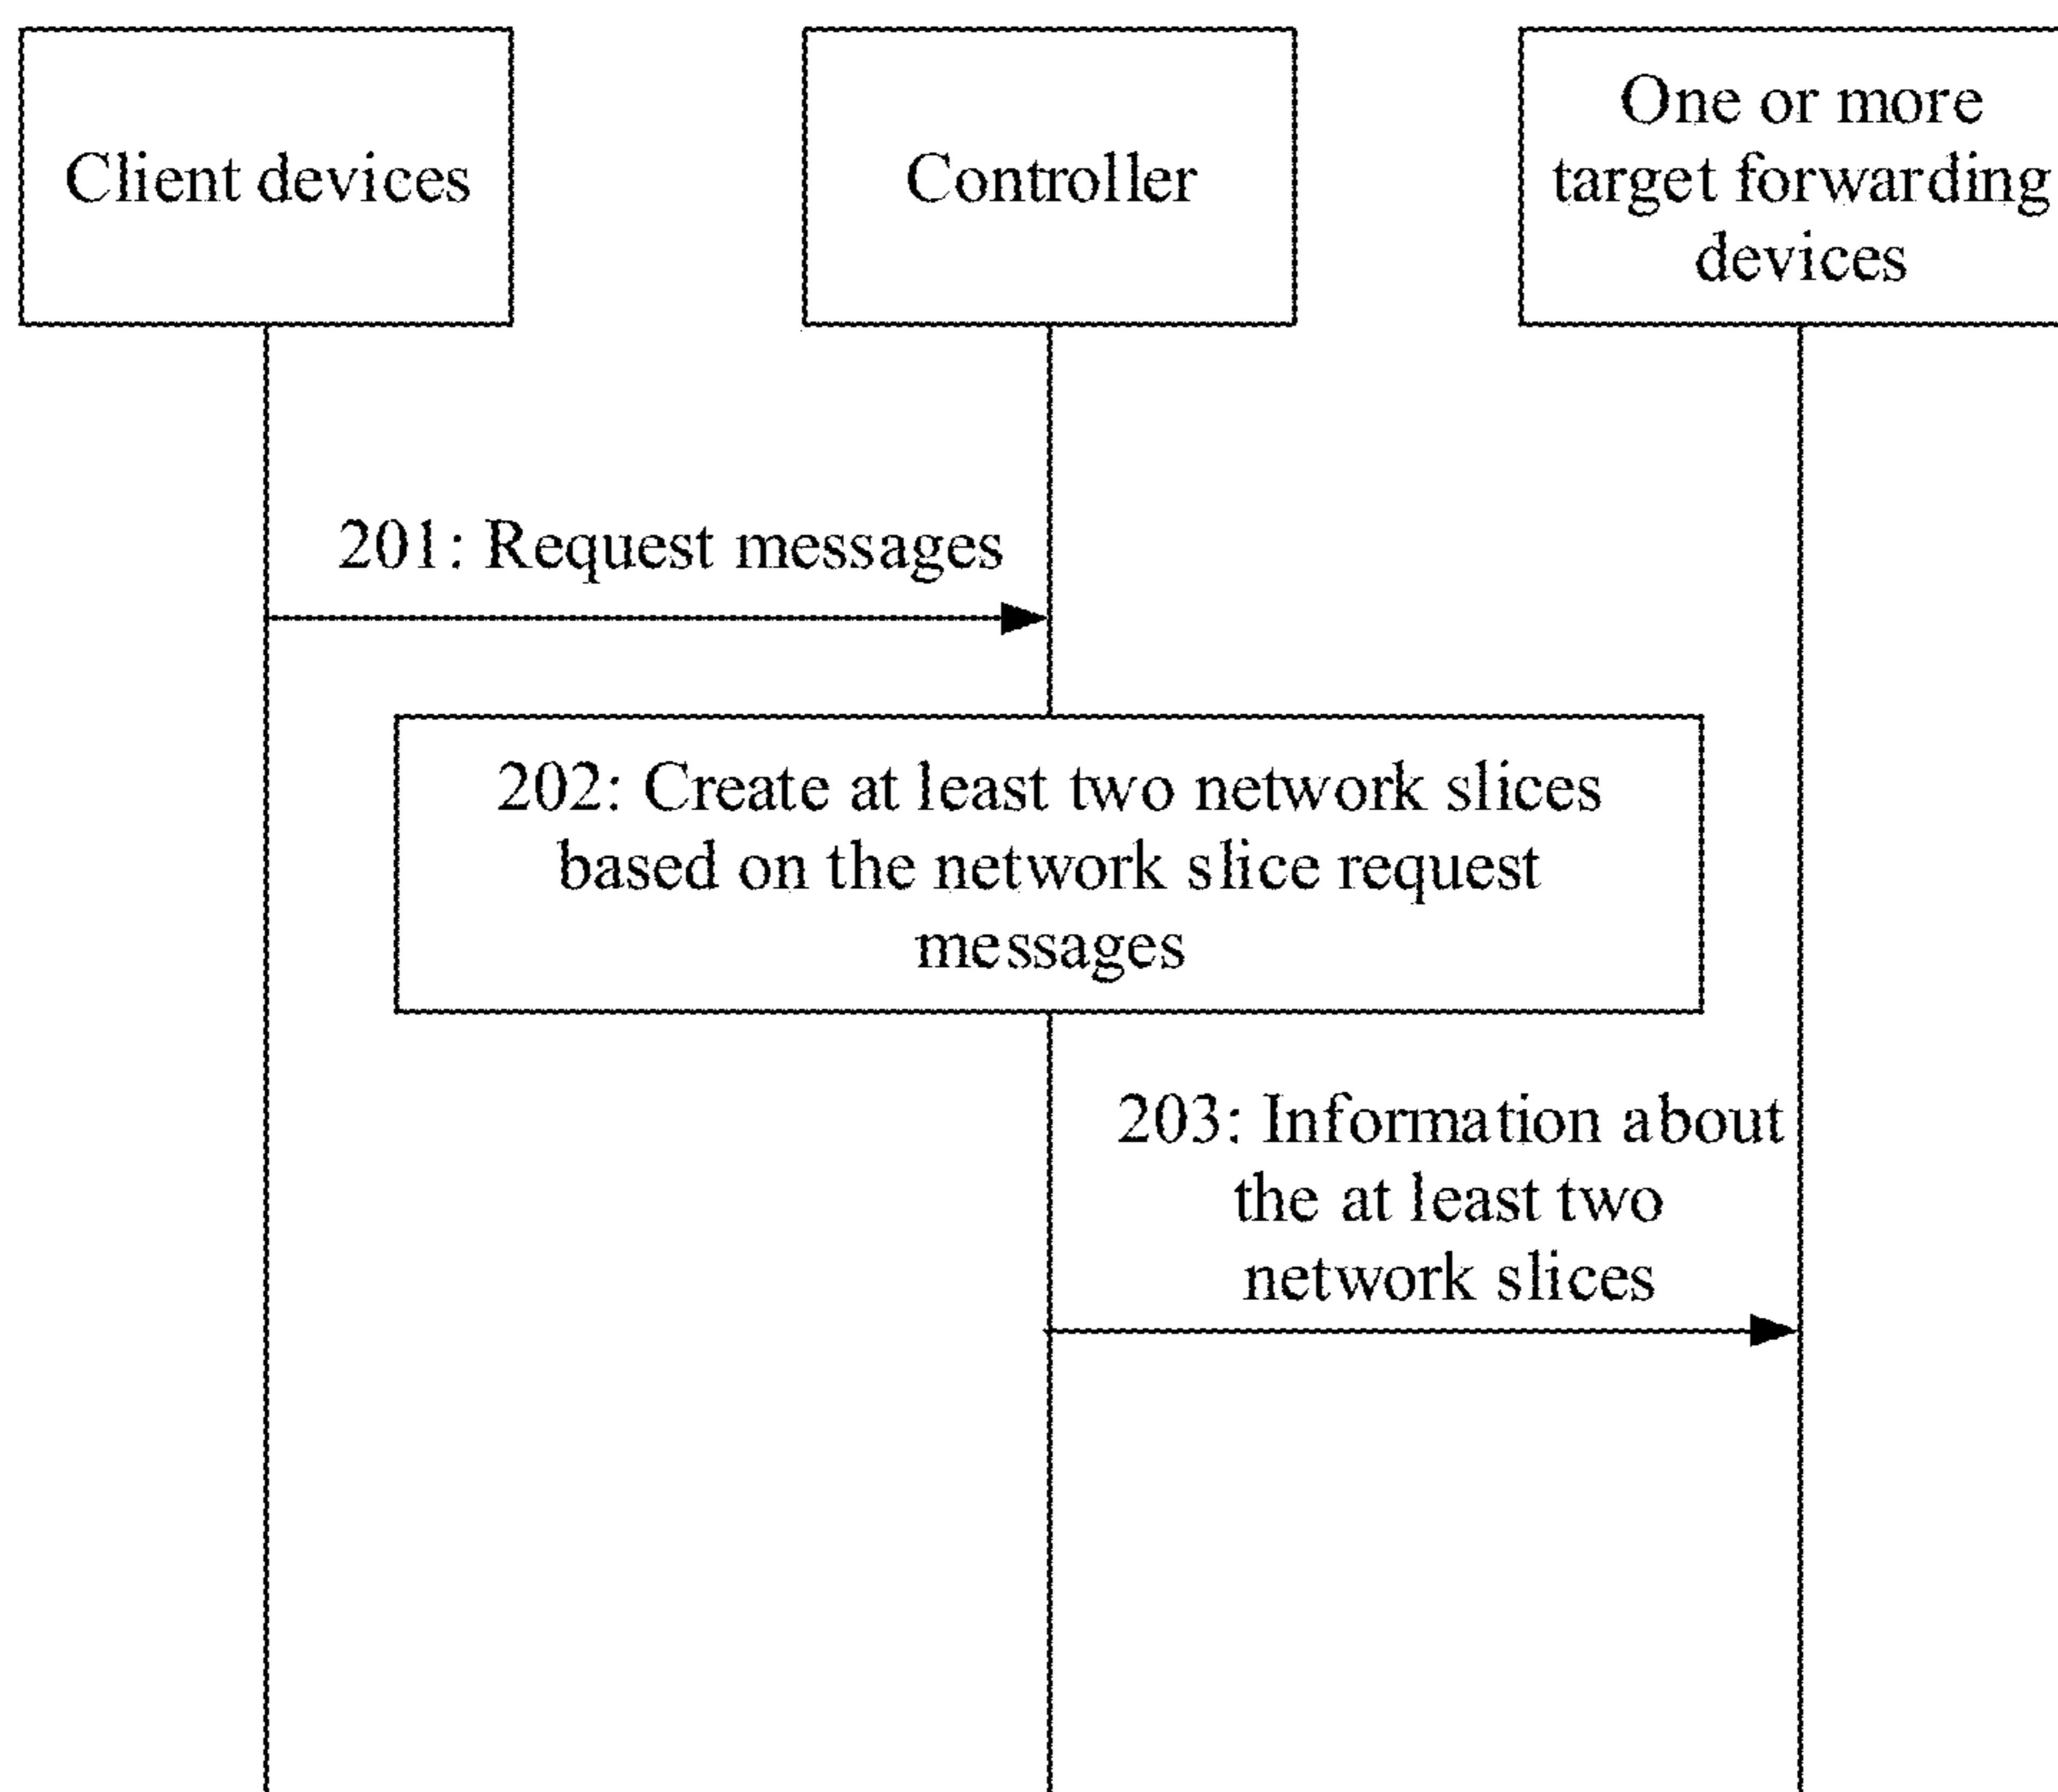 Client devices
Controller
One or more
target forwarding
devices
201: Request messages
202: Create at least two network slices
based on the network slice request
messages
203: Information about
the at least two
network slices